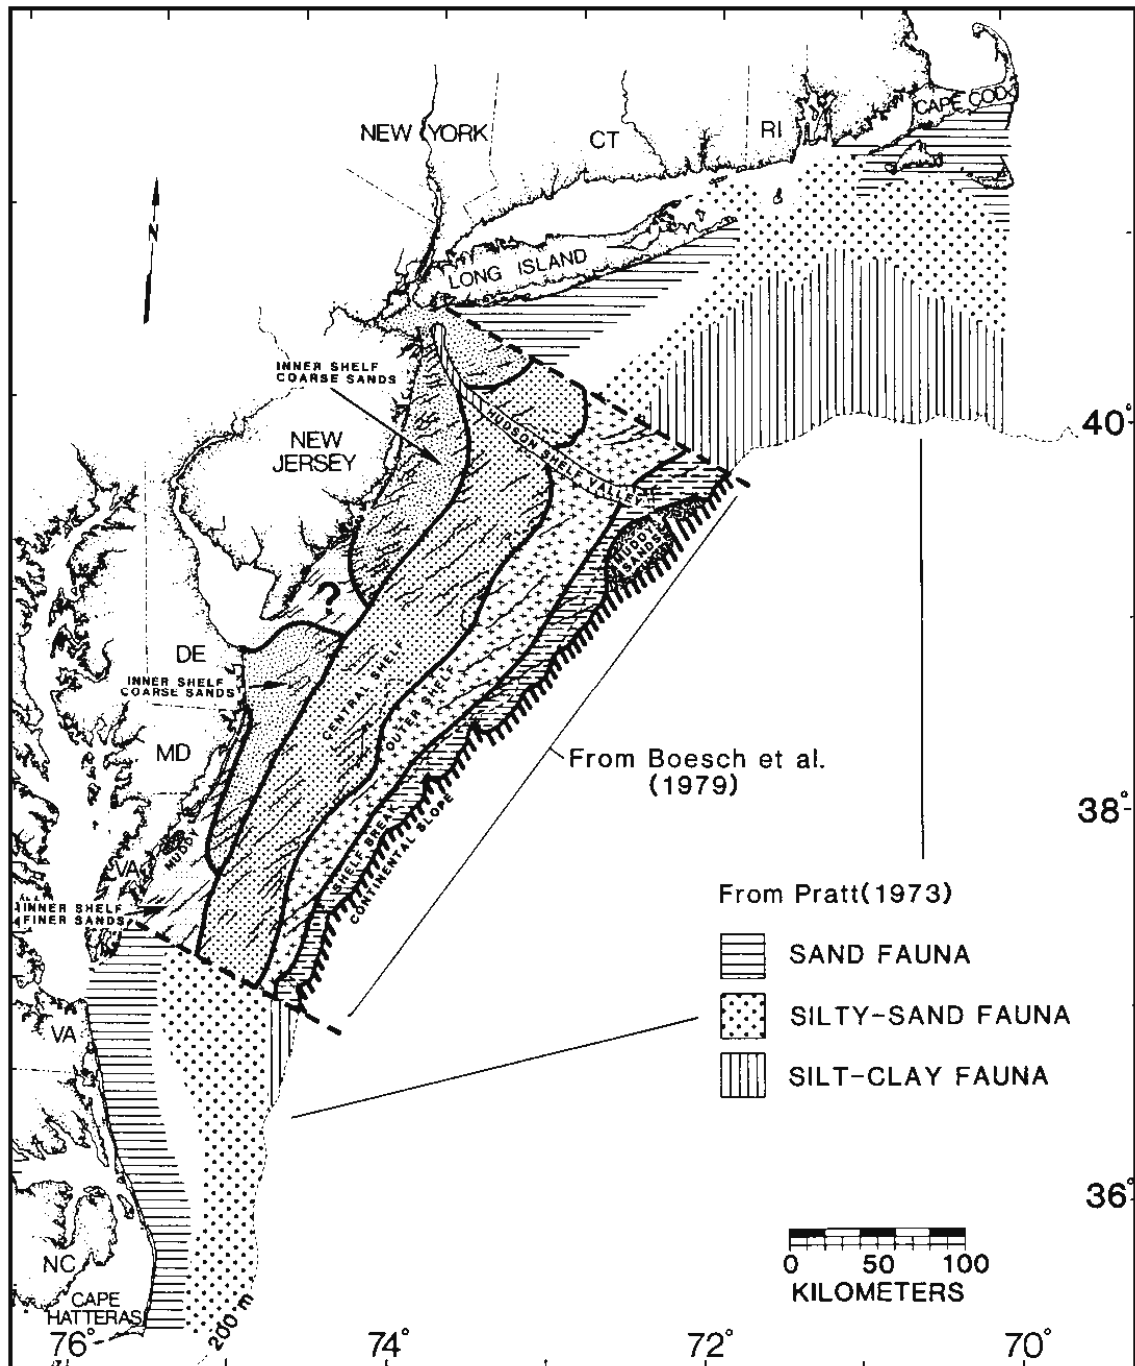 CAPE COD
NEW YORK
CT
RI
N
LONG ISLAND
INNER SHELF
COARSE SANDS
HUDSON SHELF VALLEY
40°
NEW
JERSEY
MUDDY
SANDS
?
DE
INNER SHELF
COARSE SANDS
CENTRAL SHELF
OUTER SHELF
MD
From Boesch et al.
(1979)
38°
SHELF BREAK
CONTINENTAL SLOPE
MUDDY
VA
INNER SHELF
FINER SANDS
From Pratt(1973)
SAND FAUNA
SILTY-SAND FAUNA
SILT-CLAY FAUNA
VA
36°
NC
CAPE
HATTERAS
200 m
0 50 100
KILOMETERS
76° 74° 72° 70°